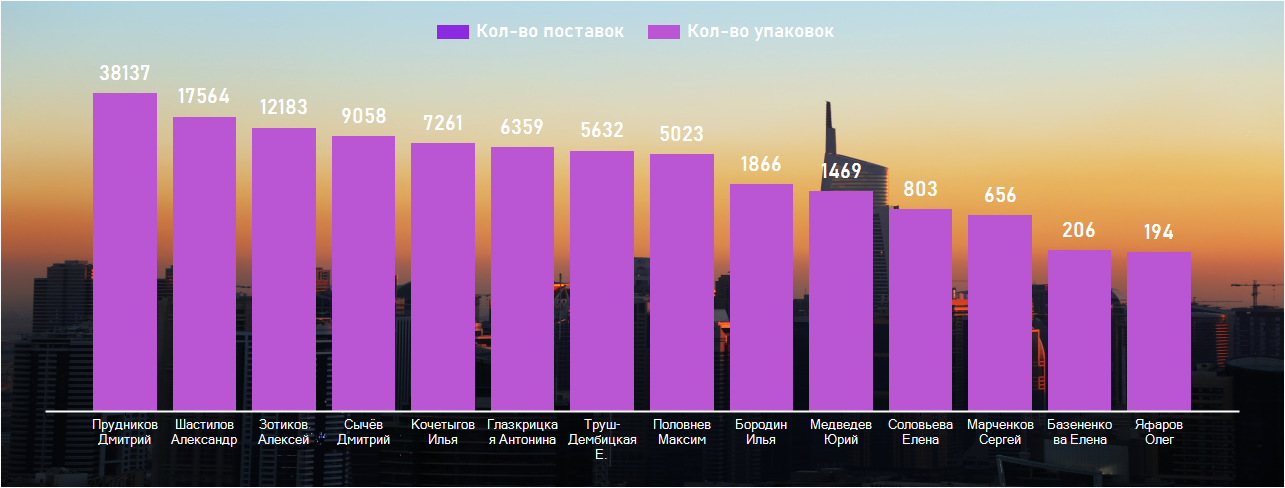 Кол-во поставок Кол-во упаковок
38137
17564
12183
9058
7261
6359
5632
5023
1866
1469
803
656
206
194
Прудников
Дмитрий
Шастилов
Александр
Зотиков
Алексей
Сычёв
Дмитрий
Кочетыгов
Илья
Глазкрицка
я Антонина
Труш-
Дембицкая
Е.
Половнев
Максим
Бородин
Илья
Медведев
Юрий
Соловьева
Елена
Марченков
Сергей
Базененко
ва Елена
Яфаров
Олег